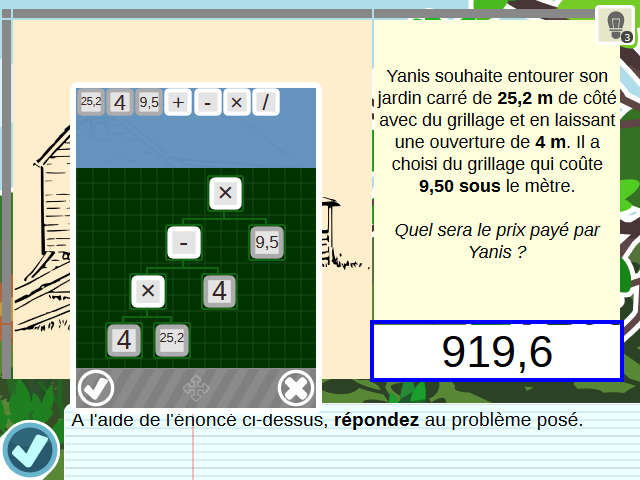 3
25,2 4 9,5 + - × /
Yanis souhaite entourer son
jardin carré de 25,2 m de côté
avec du grillage et en laissant
une ouverture de 4 m. Il a
choisi du grillage qui coûte
9,50 sous le mètre.
Quel sera le prix payé par
Yanis ?
×
- 9,5
× 4
4 25,2
919,6
A l'aide de l'énoncé ci-dessus, répondez au problème posé.